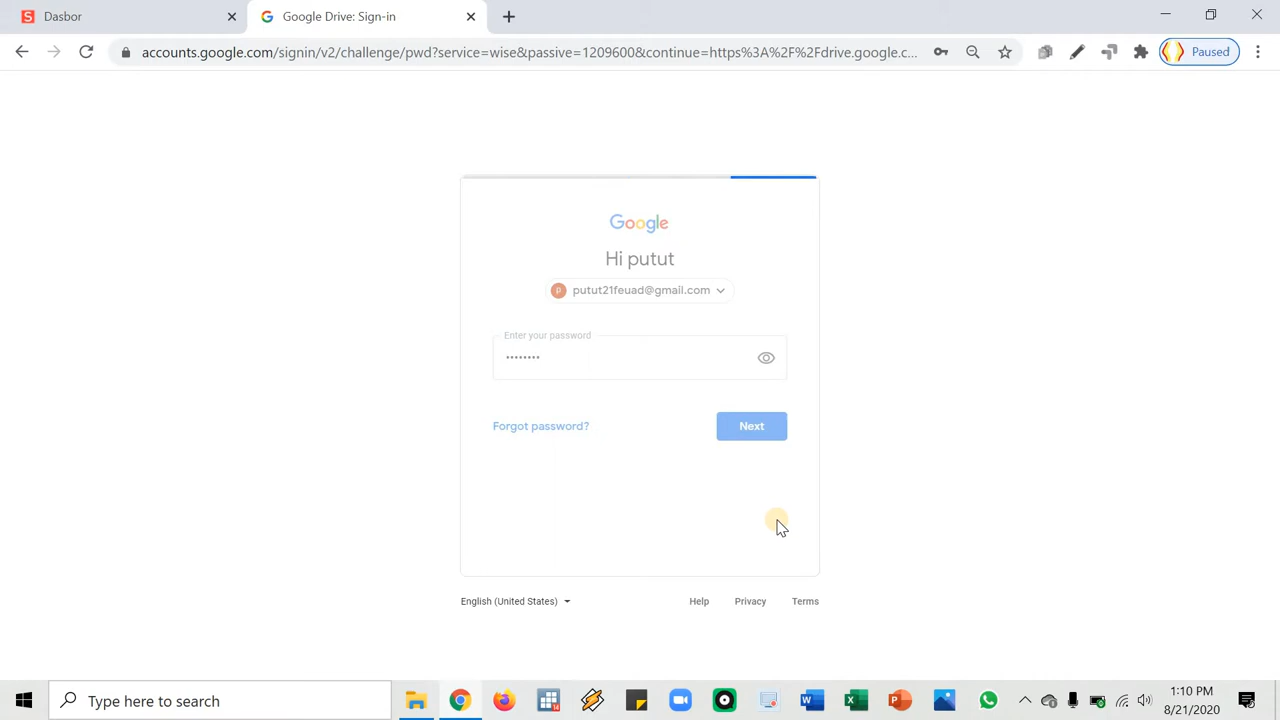 Dasbor
Google Drive: Sign-in
accounts.google.com/signin/v2/challenge/pwd?service=wise&passive=1209600&continue=https%3A%2F%2Fdrive.google.c...
Paused
Google
Hi putut
p
putut21feuad@gmail.com
Enter your password
••••••••
Forgot password?
Next
English (United States)
Help
Privacy
Terms
Type here to search
1:10 PM
8/21/2020